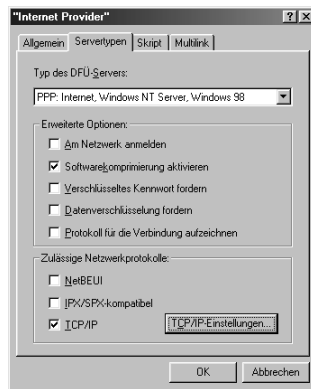 "Internet Provider"
Allgemein Servertypen Skript Multilink
Typ des DFÜ-Servers:
PPP: Internet, Windows NT Server, Windows 98
Erweiterte Optionen:
Am Netzwerk anmelden
Softwarekomprimierung aktivieren
Verschlüsseltes Kennwort fordern
Datenverschlüsselung fordern
Protokoll für die Verbindung aufzeichnen
Zulässige Netzwerkprotokolle:
NetBEUI
IPX/SPX-kompatibel
TCP/IP TCP/IP-Einstellungen...
OK Abbrechen